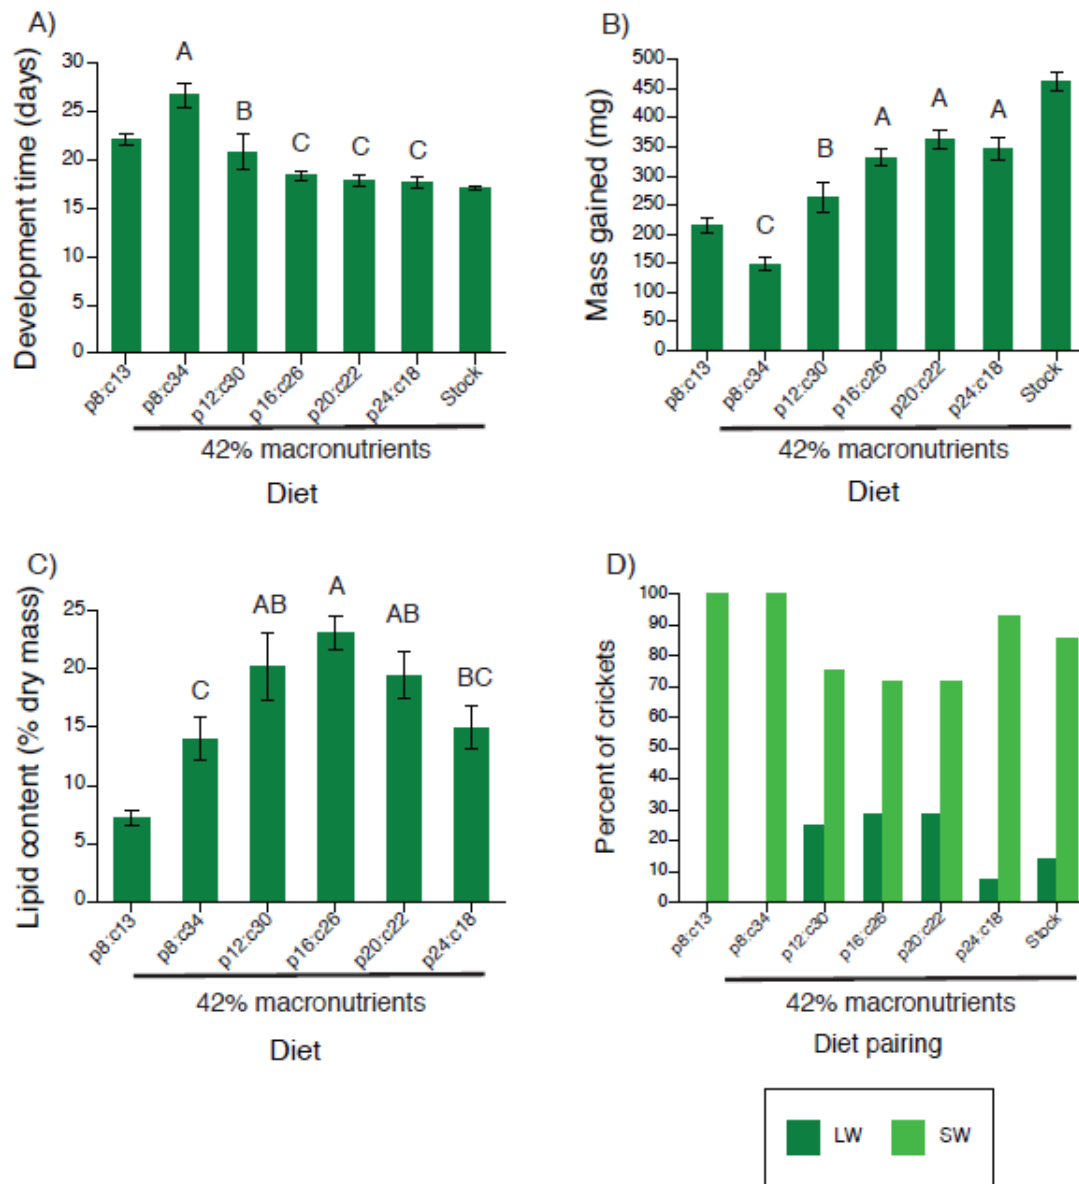 A)
Development time (days)
30
25
20
15
10
5
0
A
B
C
C
C
p8:c13
p8:c34
p12:c30
p16:c26
p20:c22
p24:c18
Stock
42% macronutrients
Diet
B)
Mass gained (mg)
500
450
400
350
300
250
200
150
100
50
0
C
B
A
A
A
p8:c13
p8:c34
p12:c30
p16:c26
p20:c22
p24:c18
Stock
42% macronutrients
Diet
C)
Lipid content (% dry mass)
25
20
15
10
5
0
C
AB
A
AB
BC
p8:c13
p8:c34
p12:c30
p16:c26
p20:c22
p24:c18
42% macronutrients
Diet
D)
Percent of crickets
100
90
80
70
60
50
40
30
20
10
0
p8:c13
p8:c34
p12:c30
p16:c26
p20:c22
p24:c18
Stock
42% macronutrients
Diet pairing
LW
SW